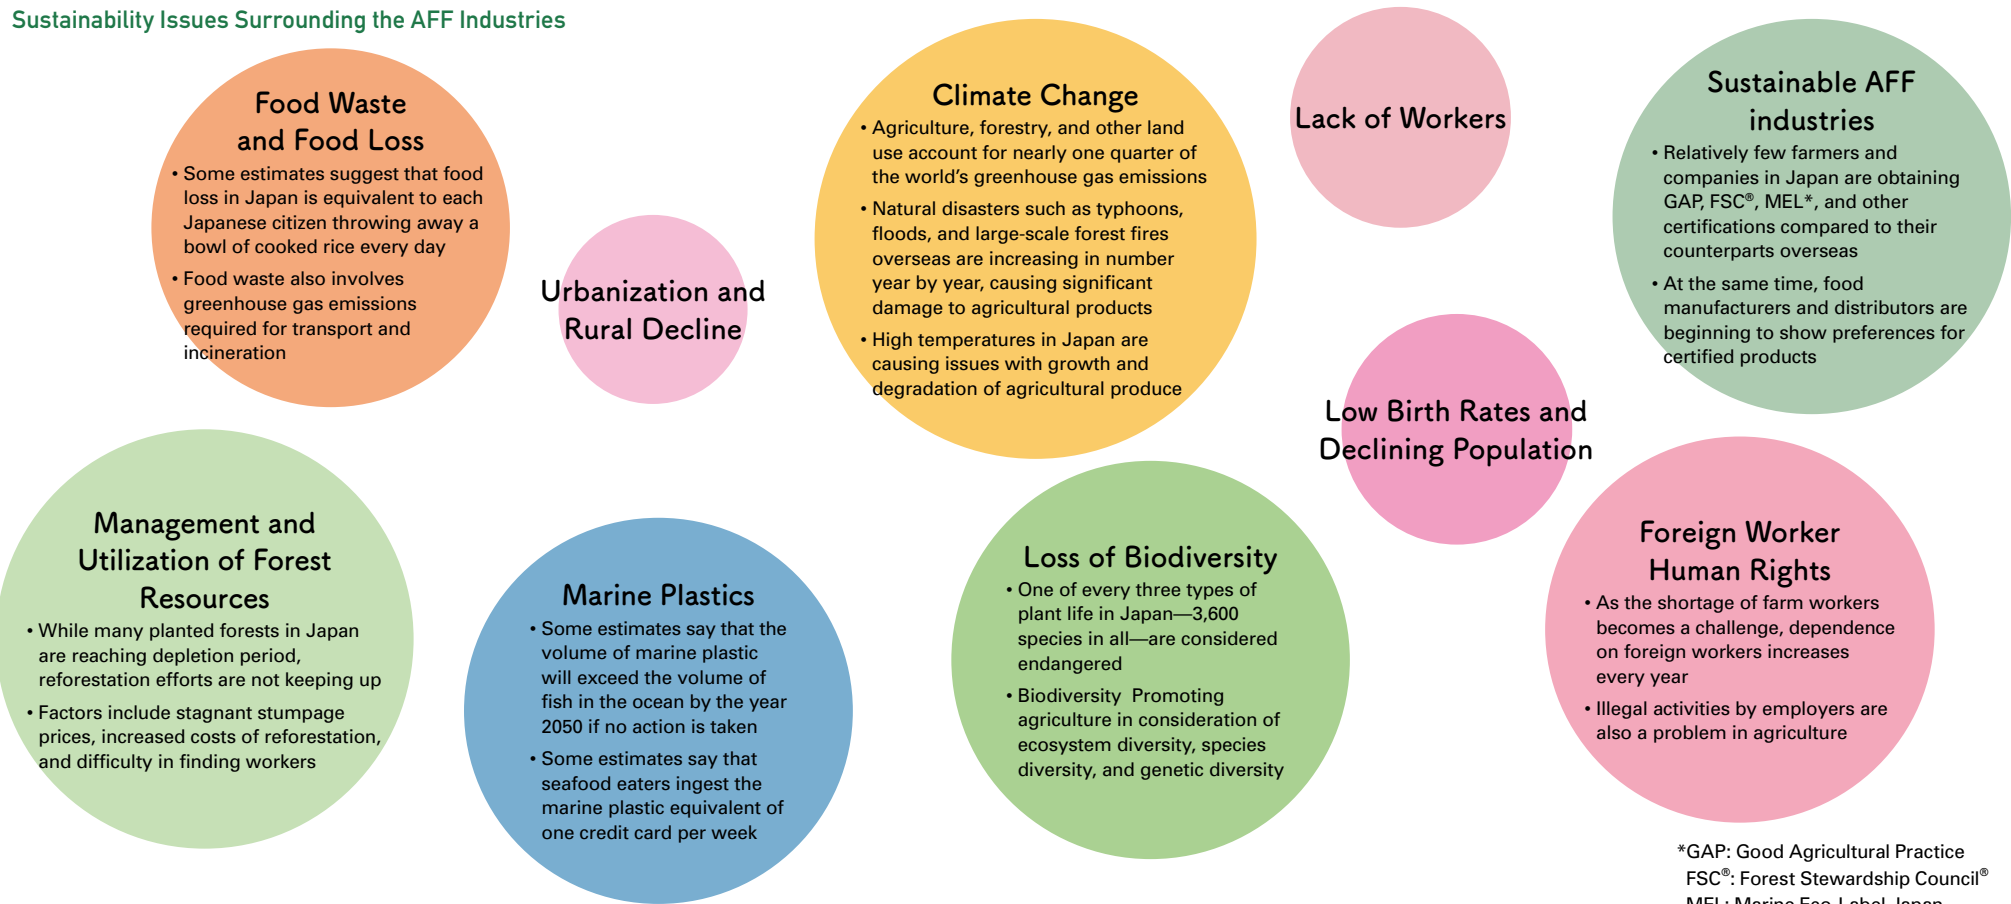 Sustainability Issues Surrounding the AFF Industries
Food Waste
and Food Loss
• Some estimates suggest that food
loss in Japan is equivalent to each
Japanese citizen throwing away a
bowl of cooked rice every day
• Food waste also involves
greenhouse gas emissions
required for transport and
incineration
Urbanization and
Rural Decline
Climate Change
• Agriculture, forestry, and other land
use account for nearly one quarter of
the world's greenhouse gas emissions
• Natural disasters such as typhoons,
floods, and large-scale forest fires
overseas are increasing in number
year by year, causing significant
damage to agricultural products
• High temperatures in Japan are
causing issues with growth and
degradation of agricultural produce
Lack of Workers
Low Birth Rates and
Declining Population
Sustainable AFF
industries
• Relatively few farmers and
companies in Japan are obtaining
GAP, FSC®, MEL*, and other
certifications compared to their
counterparts overseas
• At the same time, food
manufacturers and distributors are
beginning to show preferences for
certified products
Management and
Utilization of Forest
Resources
• While many planted forests in Japan
are reaching depletion period,
reforestation efforts are not keeping up
• Factors include stagnant stumpage
prices, increased costs of reforestation,
and difficulty in finding workers
Marine Plastics
• Some estimates say that the
volume of marine plastic
will exceed the volume of
fish in the ocean by the year
2050 if no action is taken
• Some estimates say that
seafood eaters ingest the
marine plastic equivalent of
one credit card per week
Loss of Biodiversity
• One of every three types of
plant life in Japan—3,600
species in all—are considered
endangered
• Biodiversity Promoting
agriculture in consideration of
ecosystem diversity, species
diversity, and genetic diversity
Foreign Worker
Human Rights
• As the shortage of farm workers
becomes a challenge, dependence
on foreign workers increases
every year
• Illegal activities by employers are
also a problem in agriculture
*GAP: Good Agricultural Practice
FSC®: Forest Stewardship Council®
MEL: Marine Eco-Label Japan